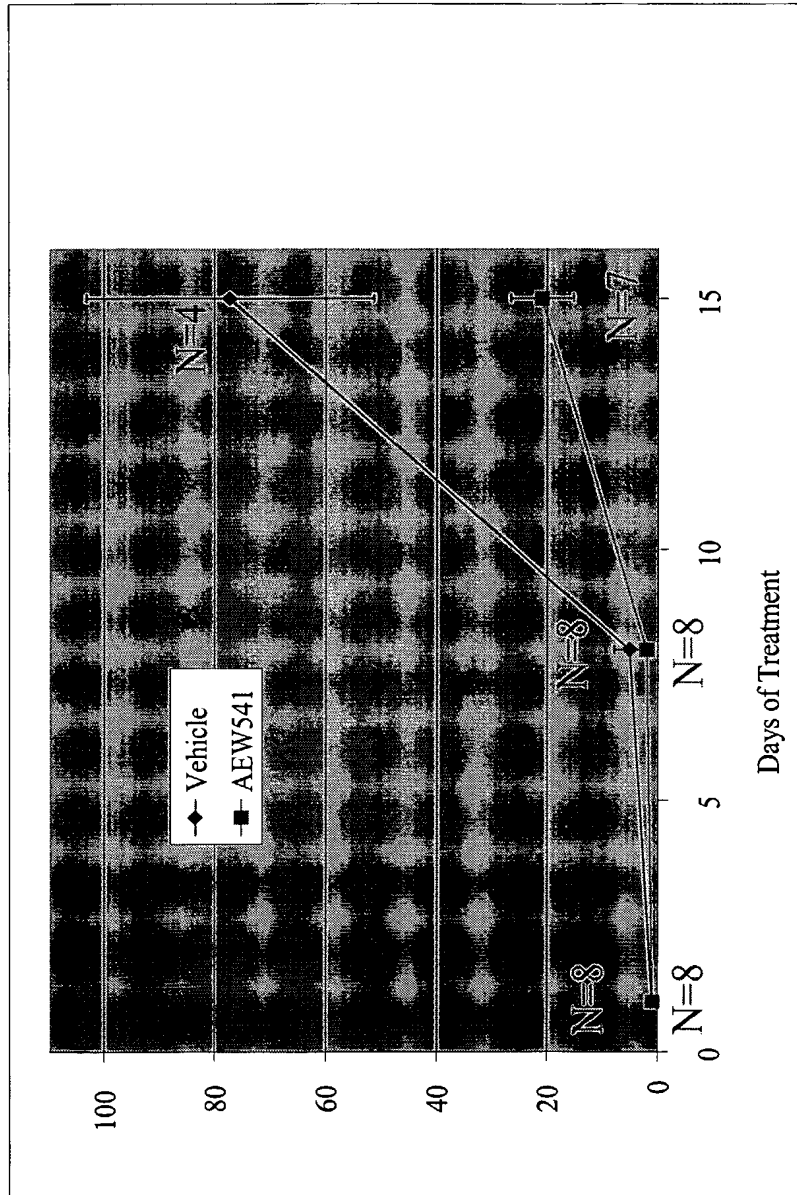 100
80
60
40
20
0
Vehicle
AEW541
N=8
N=8
N=4
N=8
N=8
N=7
0
5
10
15
Days of Treatment